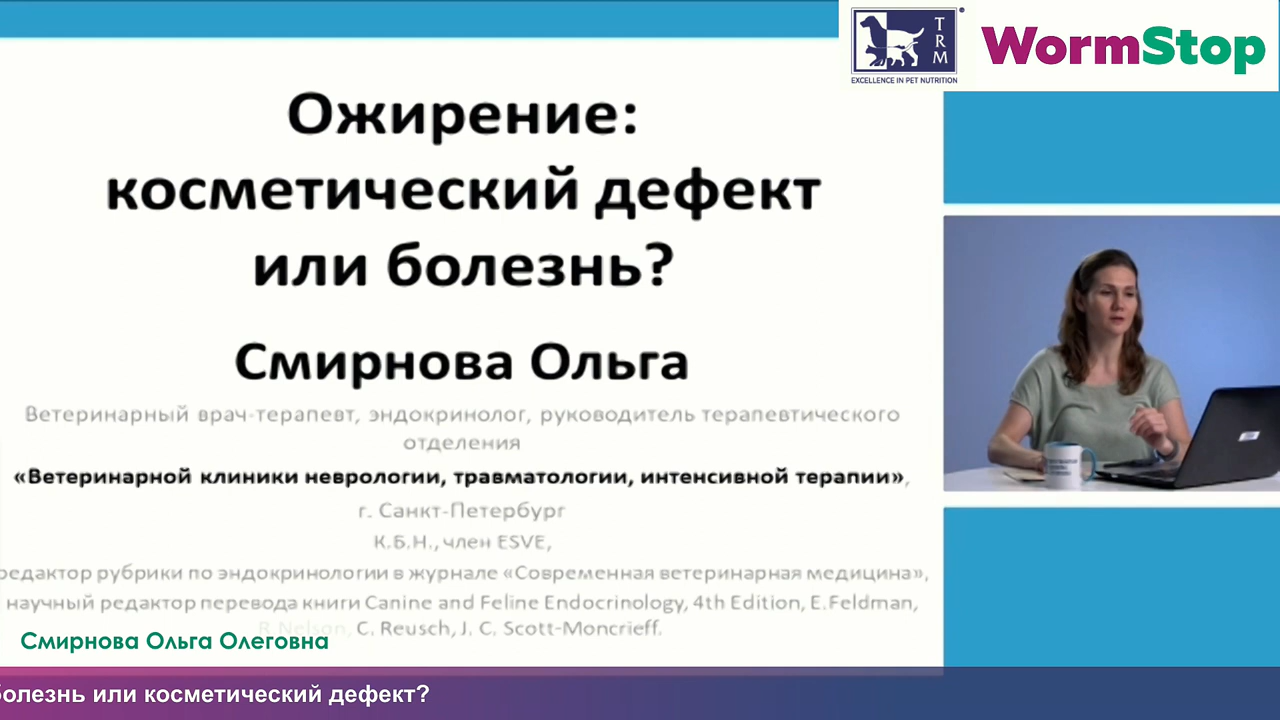 TRM
EXCELLENCE IN PET NUTRITION
WormStop
Ожирение:
косметический дефект
или болезнь?
Смирнова Ольга
Ветеринарный врач-терапевт, эндокринолог, руководитель терапевтического
отделения
«Ветеринарной клиники неврологии, травматологии, интенсивной терапии»,
г. Санкт-Петербург
К.Б.Н., член ESVE,
редактор рубрики по эндокринологии в журнале «Современная ветеринарная медицина»,
научный редактор перевода книги Canine and Feline Endocrinology, 4th Edition, E.Feldman,
R.Nelson, C. Reusch, J. C. Scott-Moncrieff.
Смирнова Ольга Олеговна
болезнь или косметический дефект?